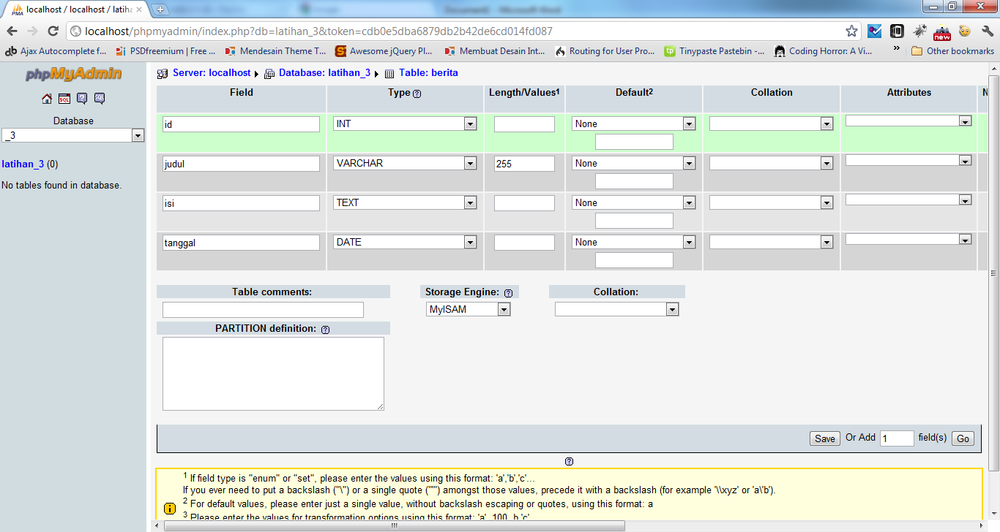 localhost / localhost / latiha
localhost/phpmyadmin/index.php?db=latihan_3&token=cdb0e5dba6879db2b42de6cd014fd087
Ajax Autocomplete f... PSDfreemium | Free ... Mendesain Theme T... Awesome jQuery Pl... Membuat Desain Int... Routing for User Pro... Tinypaste Pastebin -... Coding Horror: A Vi... » Other bookmarks
phpMyAdmin
Database
_3
latihan_3 (0)
No tables found in database.
Server: localhost Database: latihan_3 Table: berita
Field Type Length/Values1 Default2 Collation Attributes N
id INT None
judul VARCHAR 255 None
isi TEXT None
tanggal DATE None
Table comments: Storage Engine: Collation:
MyISAM
PARTITION definition:
Save Or Add 1 field(s) Go
1 If field type is "enum" or "set", please enter the values using this format: 'a','b','c'...
If you ever need to put a backslash ("\") or a single quote ("'") amongst those values, precede it with a backslash (for example '\\xyz' or 'a\'b').
2 For default values, please enter just a single value, without backslash escaping or quotes, using this format: a
3 Please enter the values for transformation options using this format: 'a', 100, b,'c'...